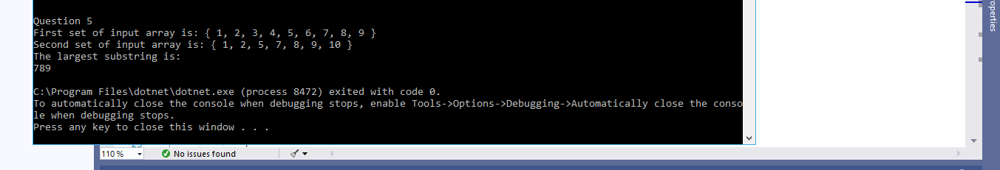 Question 5
First set of input array is: { 1, 2, 3, 4, 5, 6, 7, 8, 9 }
Second set of input array is: { 1, 2, 5, 7, 8, 9, 10 }
The largest substring is:
789
C:\Program Files\dotnet\dotnet.exe (process 8472) exited with code 0.
To automatically close the console when debugging stops, enable Tools->Options->Debugging->Automatically close the conso
le when debugging stops.
Press any key to close this window . . .
110 %
No issues found